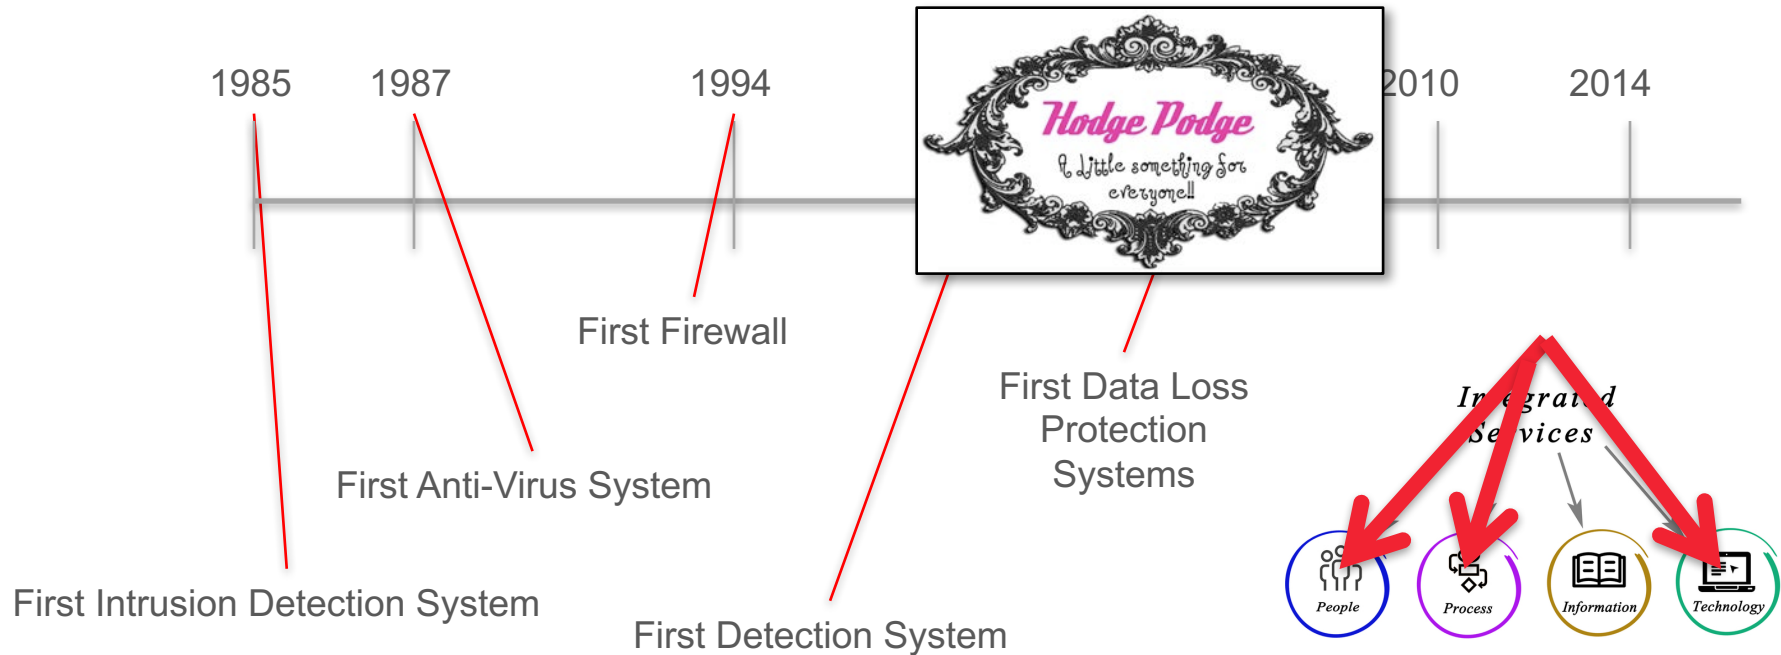 1985
1987
1994
2010
2014
Hodge Podge
A Little something for
everyone!!
First Firewall
First Data Loss
Protection
Systems
Integrated
Services
First Anti-Virus System
First Intrusion Detection System
First Detection System
People
Process
Information
Technology